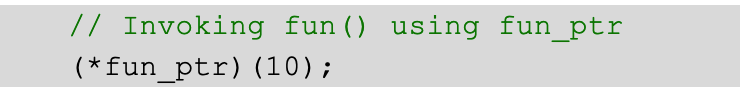 // Invoking fun() using fun_ptr
(*fun_ptr)(10);